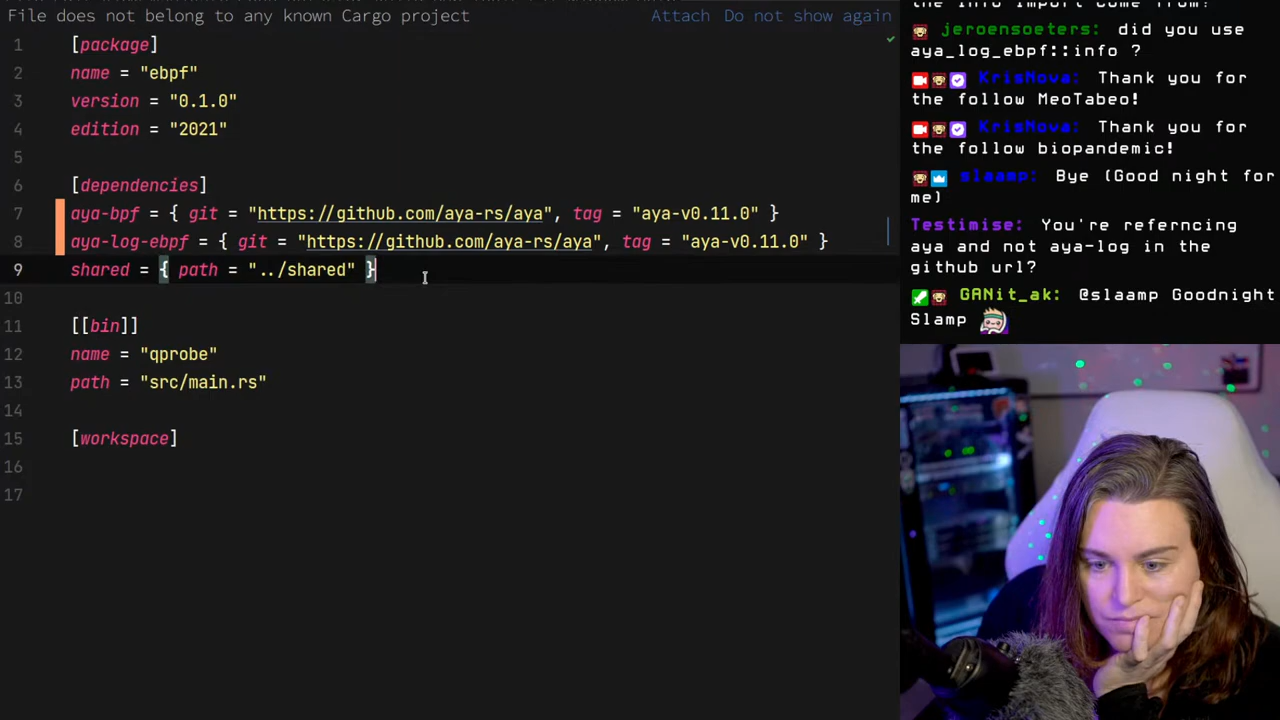 File does not belong to any known Cargo project
Attach Do not show again
1 [package]
2 name = "ebpf"
3 version = "0.1.0"
4 edition = "2021"
5
6 [dependencies]
7 aya-bpf = { git = "https://github.com/aya-rs/aya", tag = "aya-v0.11.0" }
8 aya-log-ebpf = { git = "https://github.com/aya-rs/aya", tag = "aya-v0.11.0" }
9 shared = { path = "../shared" }
10
11 [[bin]]
12 name = "qprobe"
13 path = "src/main.rs"
14
15 [workspace]
16
17
the info import come from?
jeroensoeters: did you use
aya_log_ebpf::info ?
KrisNova: Thank you for
the follow MeoTabeo!
KrisNova: Thank you for
the follow biopandemic!
slaamp: Bye (Good night for
me)
Testimise: You're referncing
aya and not aya-log in the
github url?
GANit_ak: @slaamp Goodnight
Slamp